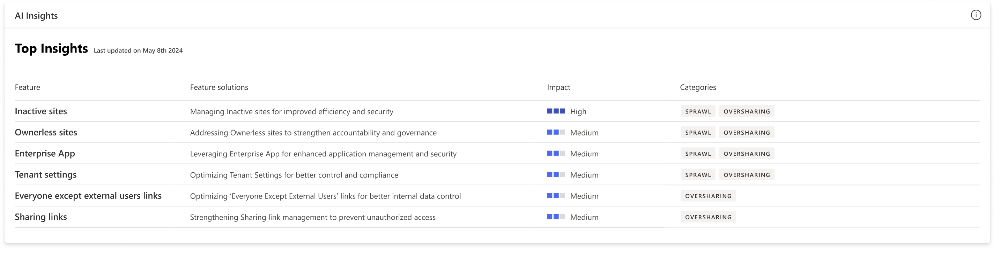 AI Insights
Top Insights Last updated on May 8th 2024
Feature Feature solutions Impact Categories
Inactive sites Managing Inactive sites for improved efficiency and security High SPRAWL OVERSHARING
Ownerless sites Addressing Ownerless sites to strengthen accountability and governance Medium SPRAWL OVERSHARING
Enterprise App Leveraging Enterprise App for enhanced application management and security Medium SPRAWL OVERSHARING
Tenant settings Optimizing Tenant Settings for better control and compliance Medium SPRAWL OVERSHARING
Everyone except external users links Optimizing ‘Everyone Except External Users’ links for better internal data control Medium OVERSHARING
Sharing links Strengthening Sharing link management to prevent unauthorized access Medium OVERSHARING